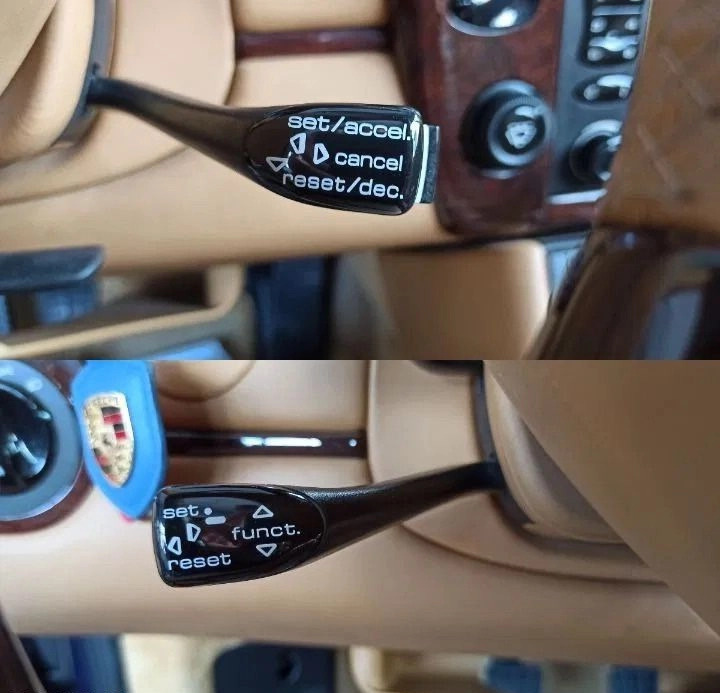 set/accel.
cancel
reset/dec.
set
funct.
reset